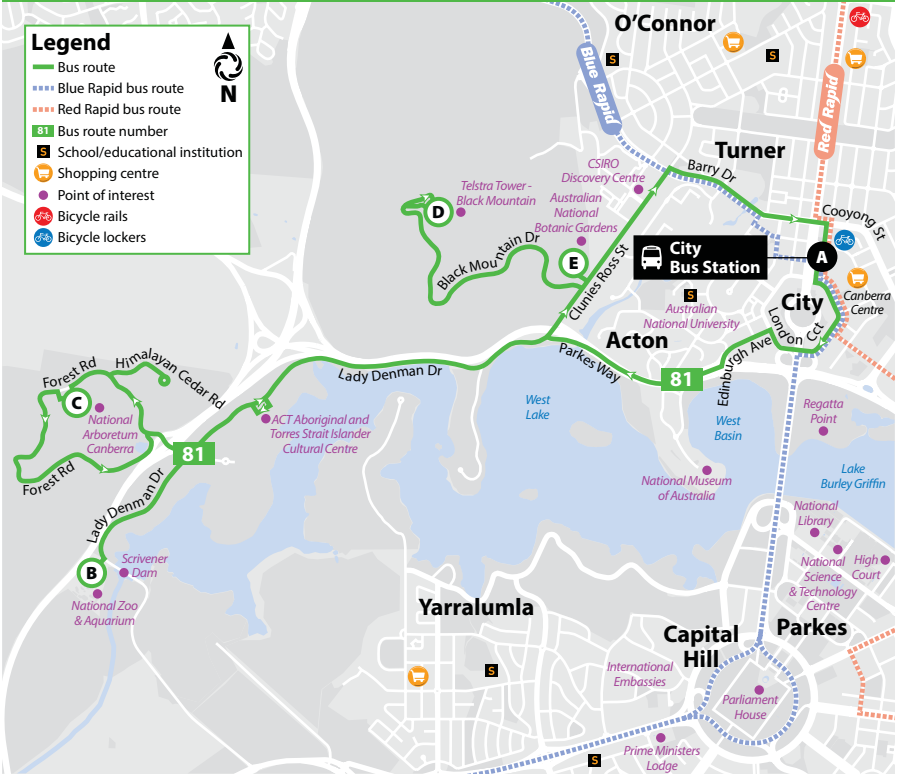 Legend
N
Bus route
Blue Rapid bus route
Red Rapid bus route
81 Bus route number
S School/educational institution
Shopping centre
Point of interest
Bicycle rails
Bicycle lockers
O'Connor
S
S
Blue Rapid
Red Rapid
Turner
Barry Dr
CSIRO
Discovery Centre
Telstra Tower -
Black Mountain
D
Australian
National
Botanic Gardens
Cooyong St
Black Mountain Dr
E
Clunies Ross St
City
Bus Station
A
S
Australian
National University
City
Canberra
Centre
London Cct
Acton
Edinburgh Ave
Parkes Way
81
Lady Denman Dr
Forest Rd
Himalayan Cedar Rd
C
National
Arboretum
Canberra
ACT Aboriginal and
Torres Strait Islander
Cultural Centre
West
Lake
West
Basin
Regatta
Point
81
Forest Rd
Lady Denman Dr
National Museum
of Australia
Lake
Burley Griffin
National
Library
B
Scrivener
Dam
National Zoo
& Aquarium
National
Science
& Technology
Centre
High
Court
Yarralumla
S
Capital
Hill
Parkes
International
Embassies
Parliament
House
Prime Ministers
Lodge
S